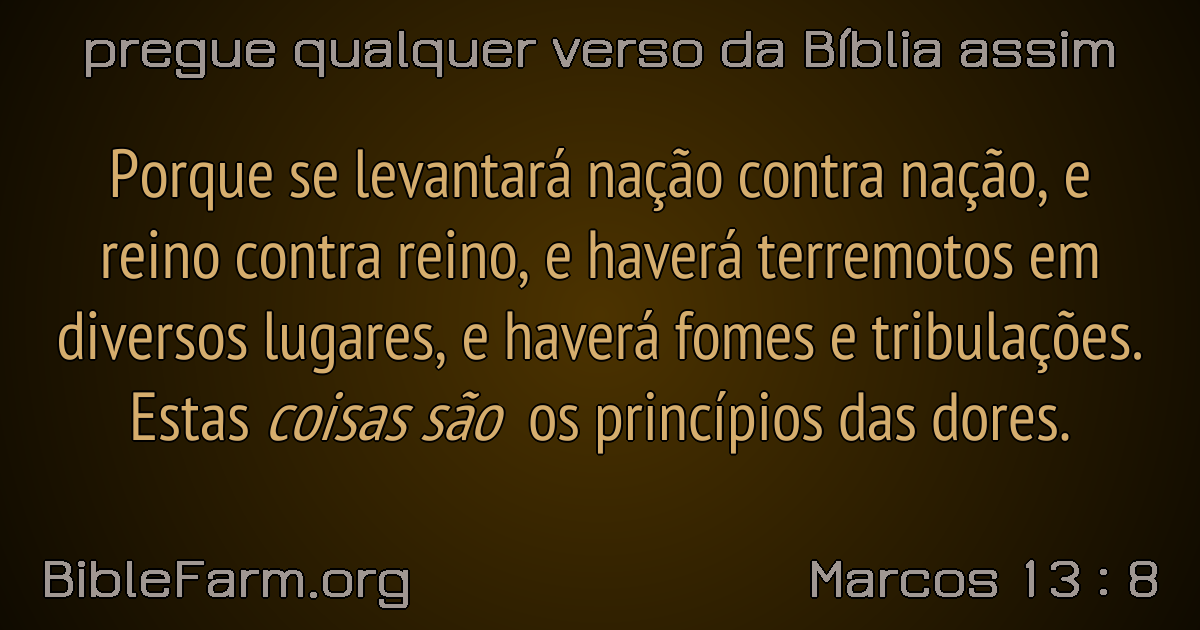 pregue qualquer verso da Bíblia assim
Porque se levantará nação contra nação, e
reino contra reino, e haverá terremotos em
diversos lugares, e haverá fomes e tribulações.
Estas coisas são os princípios das dores.
BibleFarm.org
Marcos 13 : 8